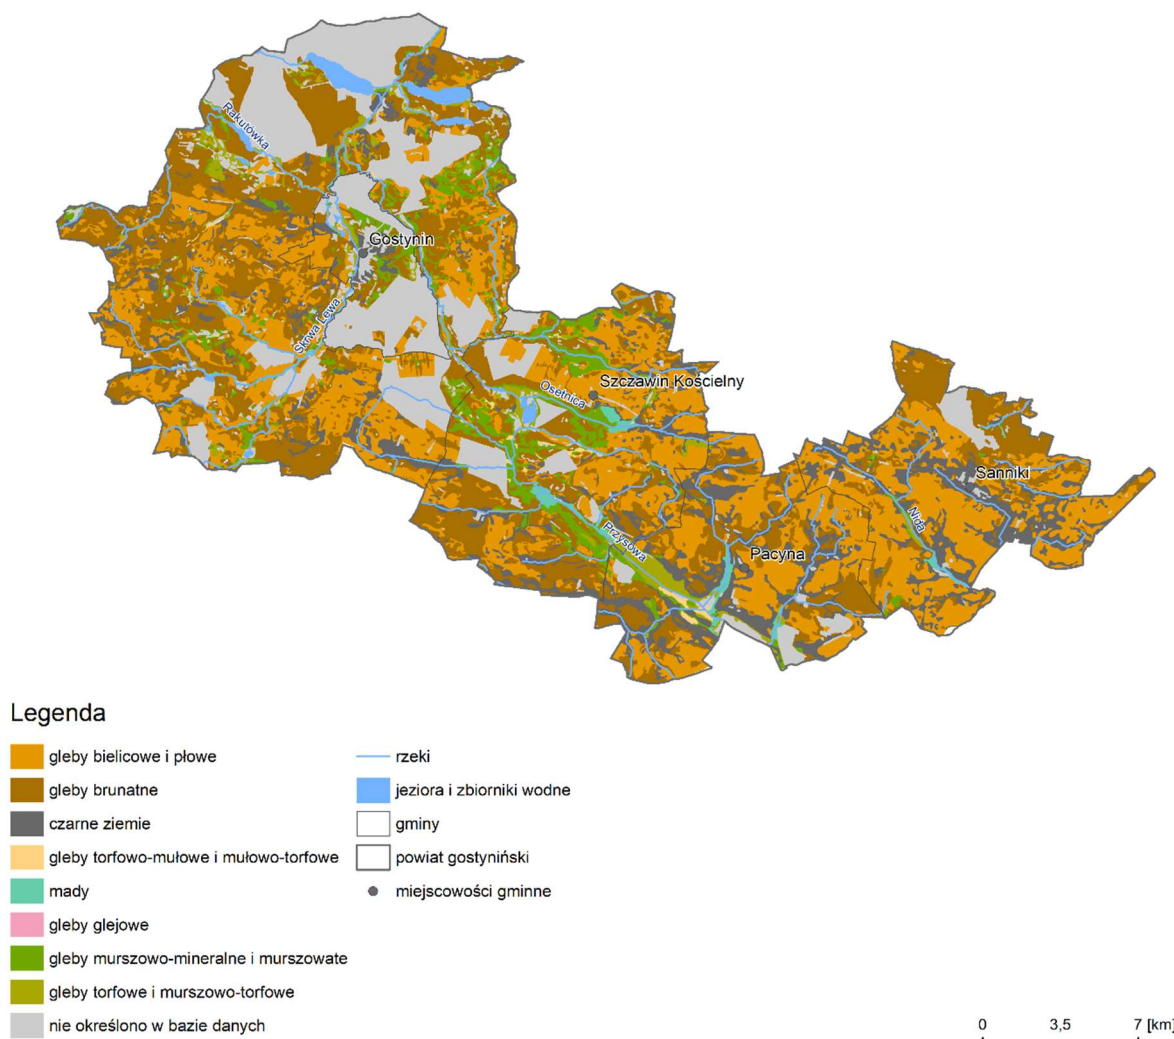 Rakutówka
Gostynin
Skrwa Lewa
Osetnica
Szczawin Kościelny
Sanniki
Nida
Przysowa
Pacyna
Legenda
gleby bielicowe i płowe
gleby brunatne
czarne ziemie
gleby torfowo-mułowe i mułowo-torfowe
mady
gleby glejowe
gleby murszowo-mineralne i murszowate
gleby torfowe i murszowo-torfowe
nie określono w bazie danych
rzeki
jeziora i zbiorniki wodne
gminy
powiat gostyniński
miejscowości gminne
0 3,5 7 [km]